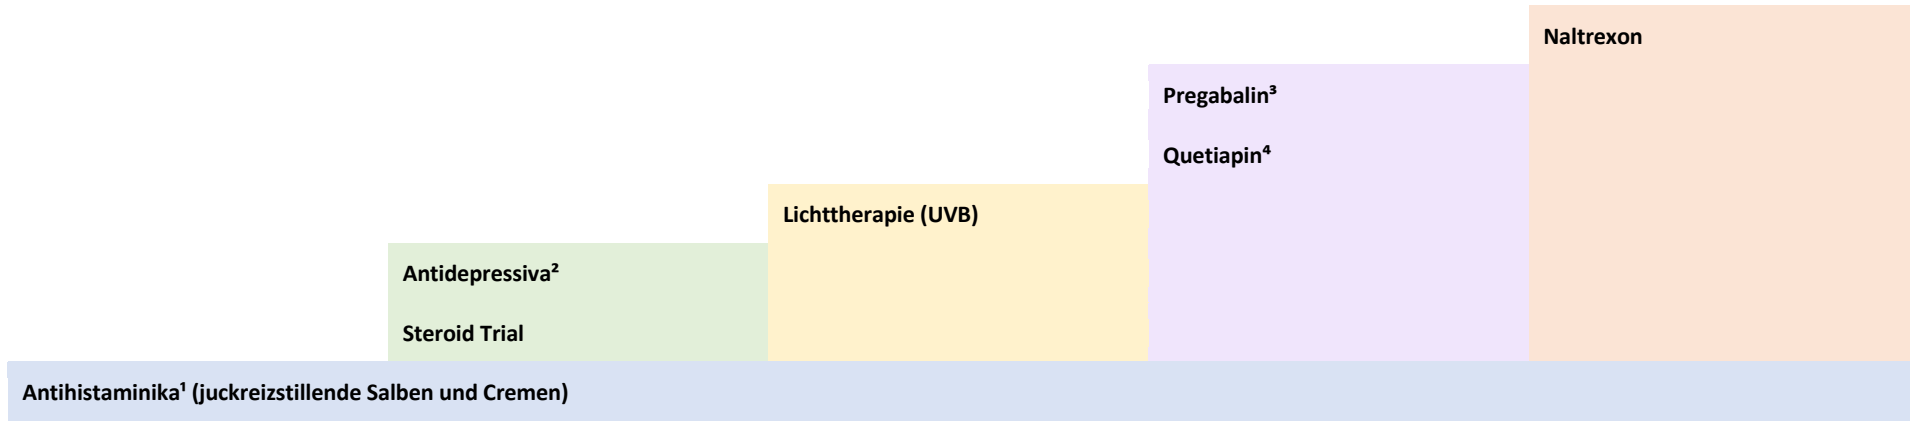 Naltrexon
Pregabalin³
Quetiapin⁴
Lichttherapie (UVB)
Antidepressiva²
Steroid Trial
Antihistaminika¹ (juckreizstillende Salben und Cremen)